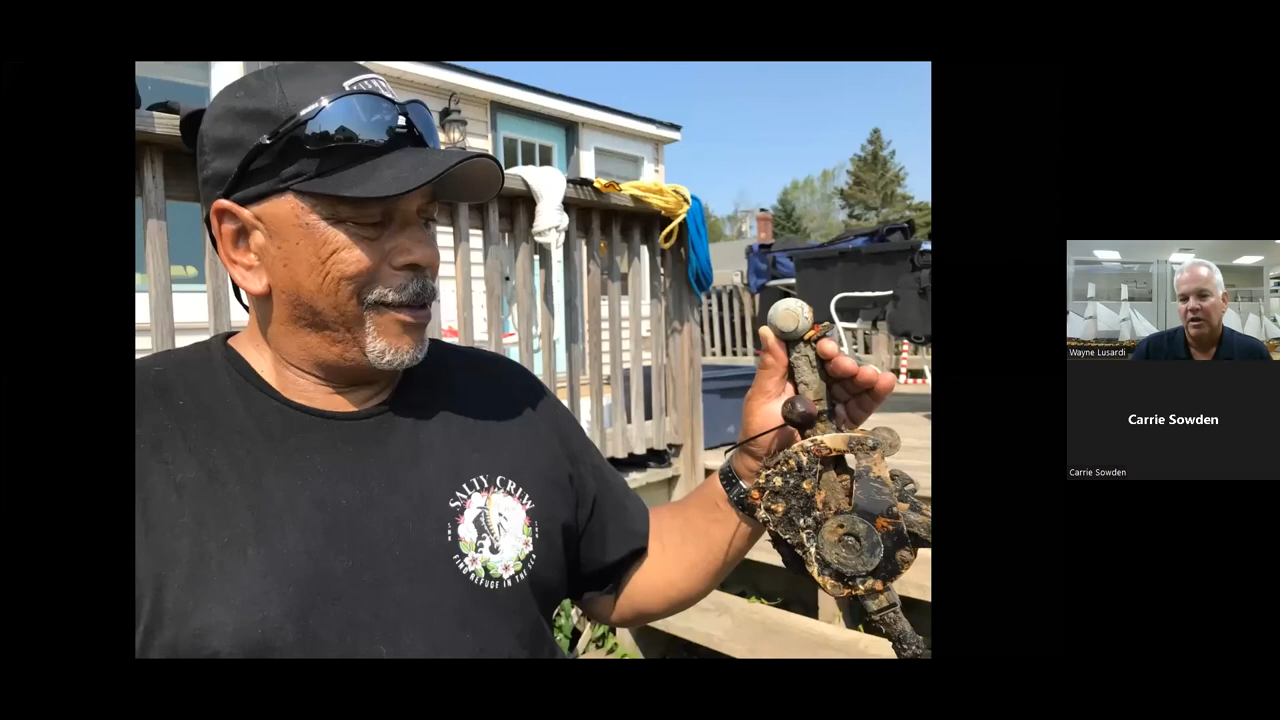 SALTY CREW
FIND REFUGE IN THE SEA
Wayne Lusardi
Carrie Sowden
Carrie Sowden